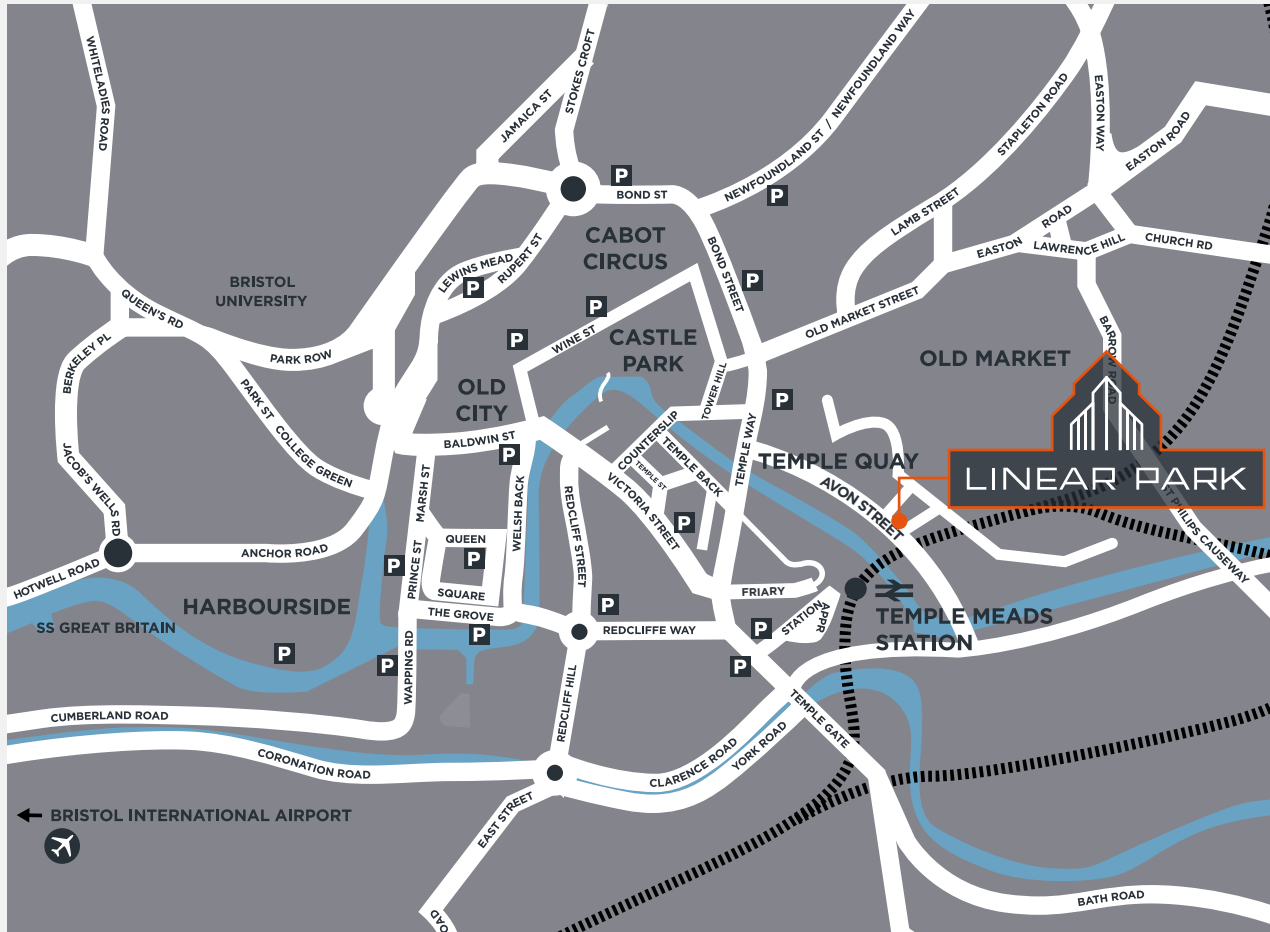 WHITELADIES ROAD
STOKES CROFT
JAMAICA ST
NEWFOUNDLAND ST / NEWFOUNDLAND WAY
STAPLETON ROAD
EASTON WAY
EASTON ROAD
P
BOND ST
P
LAMB STREET
CABOT
CIRCUS
BOND STREET
EASTON
ROAD
LAWRENCE HILL
CHURCH RD
LEWINS MEAD
RUPERT ST
P
P
BRISTOL
UNIVERSITY
QUEEN'S RD
P
WINE ST
P
CASTLE
PARK
OLD MARKET STREET
BARROW ROAD
BERKELEY PL
PARK ROW
OLD MARKET
PARK ST
COLLEGE GREEN
OLD
CITY
TOWER HILL
P
BALDWIN ST
P
COUNTERSLIP
TEMPLE ST
TEMPLE BACK
TEMPLE WAY
TEMPLE QUAY
AVON STREET
LINEAR PARK
ST PHILIPS CAUSEWAY
JACOB'S WELLS RD
MARSH ST
WELSH BACK
REDCLIFF STREET
VICTORIA STREET
P
ANCHOR ROAD
QUEEN
P
SQUARE
P
PRINCE ST
HOTWELL ROAD
HARBOURSIDE
THE GROVE
P
P
FRIARY
STATION
APPR
TEMPLE MEADS
STATION
SS GREAT BRITAIN
P
P
WAPPING RD
REDCLIFFE WAY
P
P
REDCLIFF HILL
TEMPLE GATE
CUMBERLAND ROAD
CORONATION ROAD
CLARENCE ROAD
YORK ROAD
BRISTOL INTERNATIONAL AIRPORT
EAST STREET
ROAD
BATH ROAD